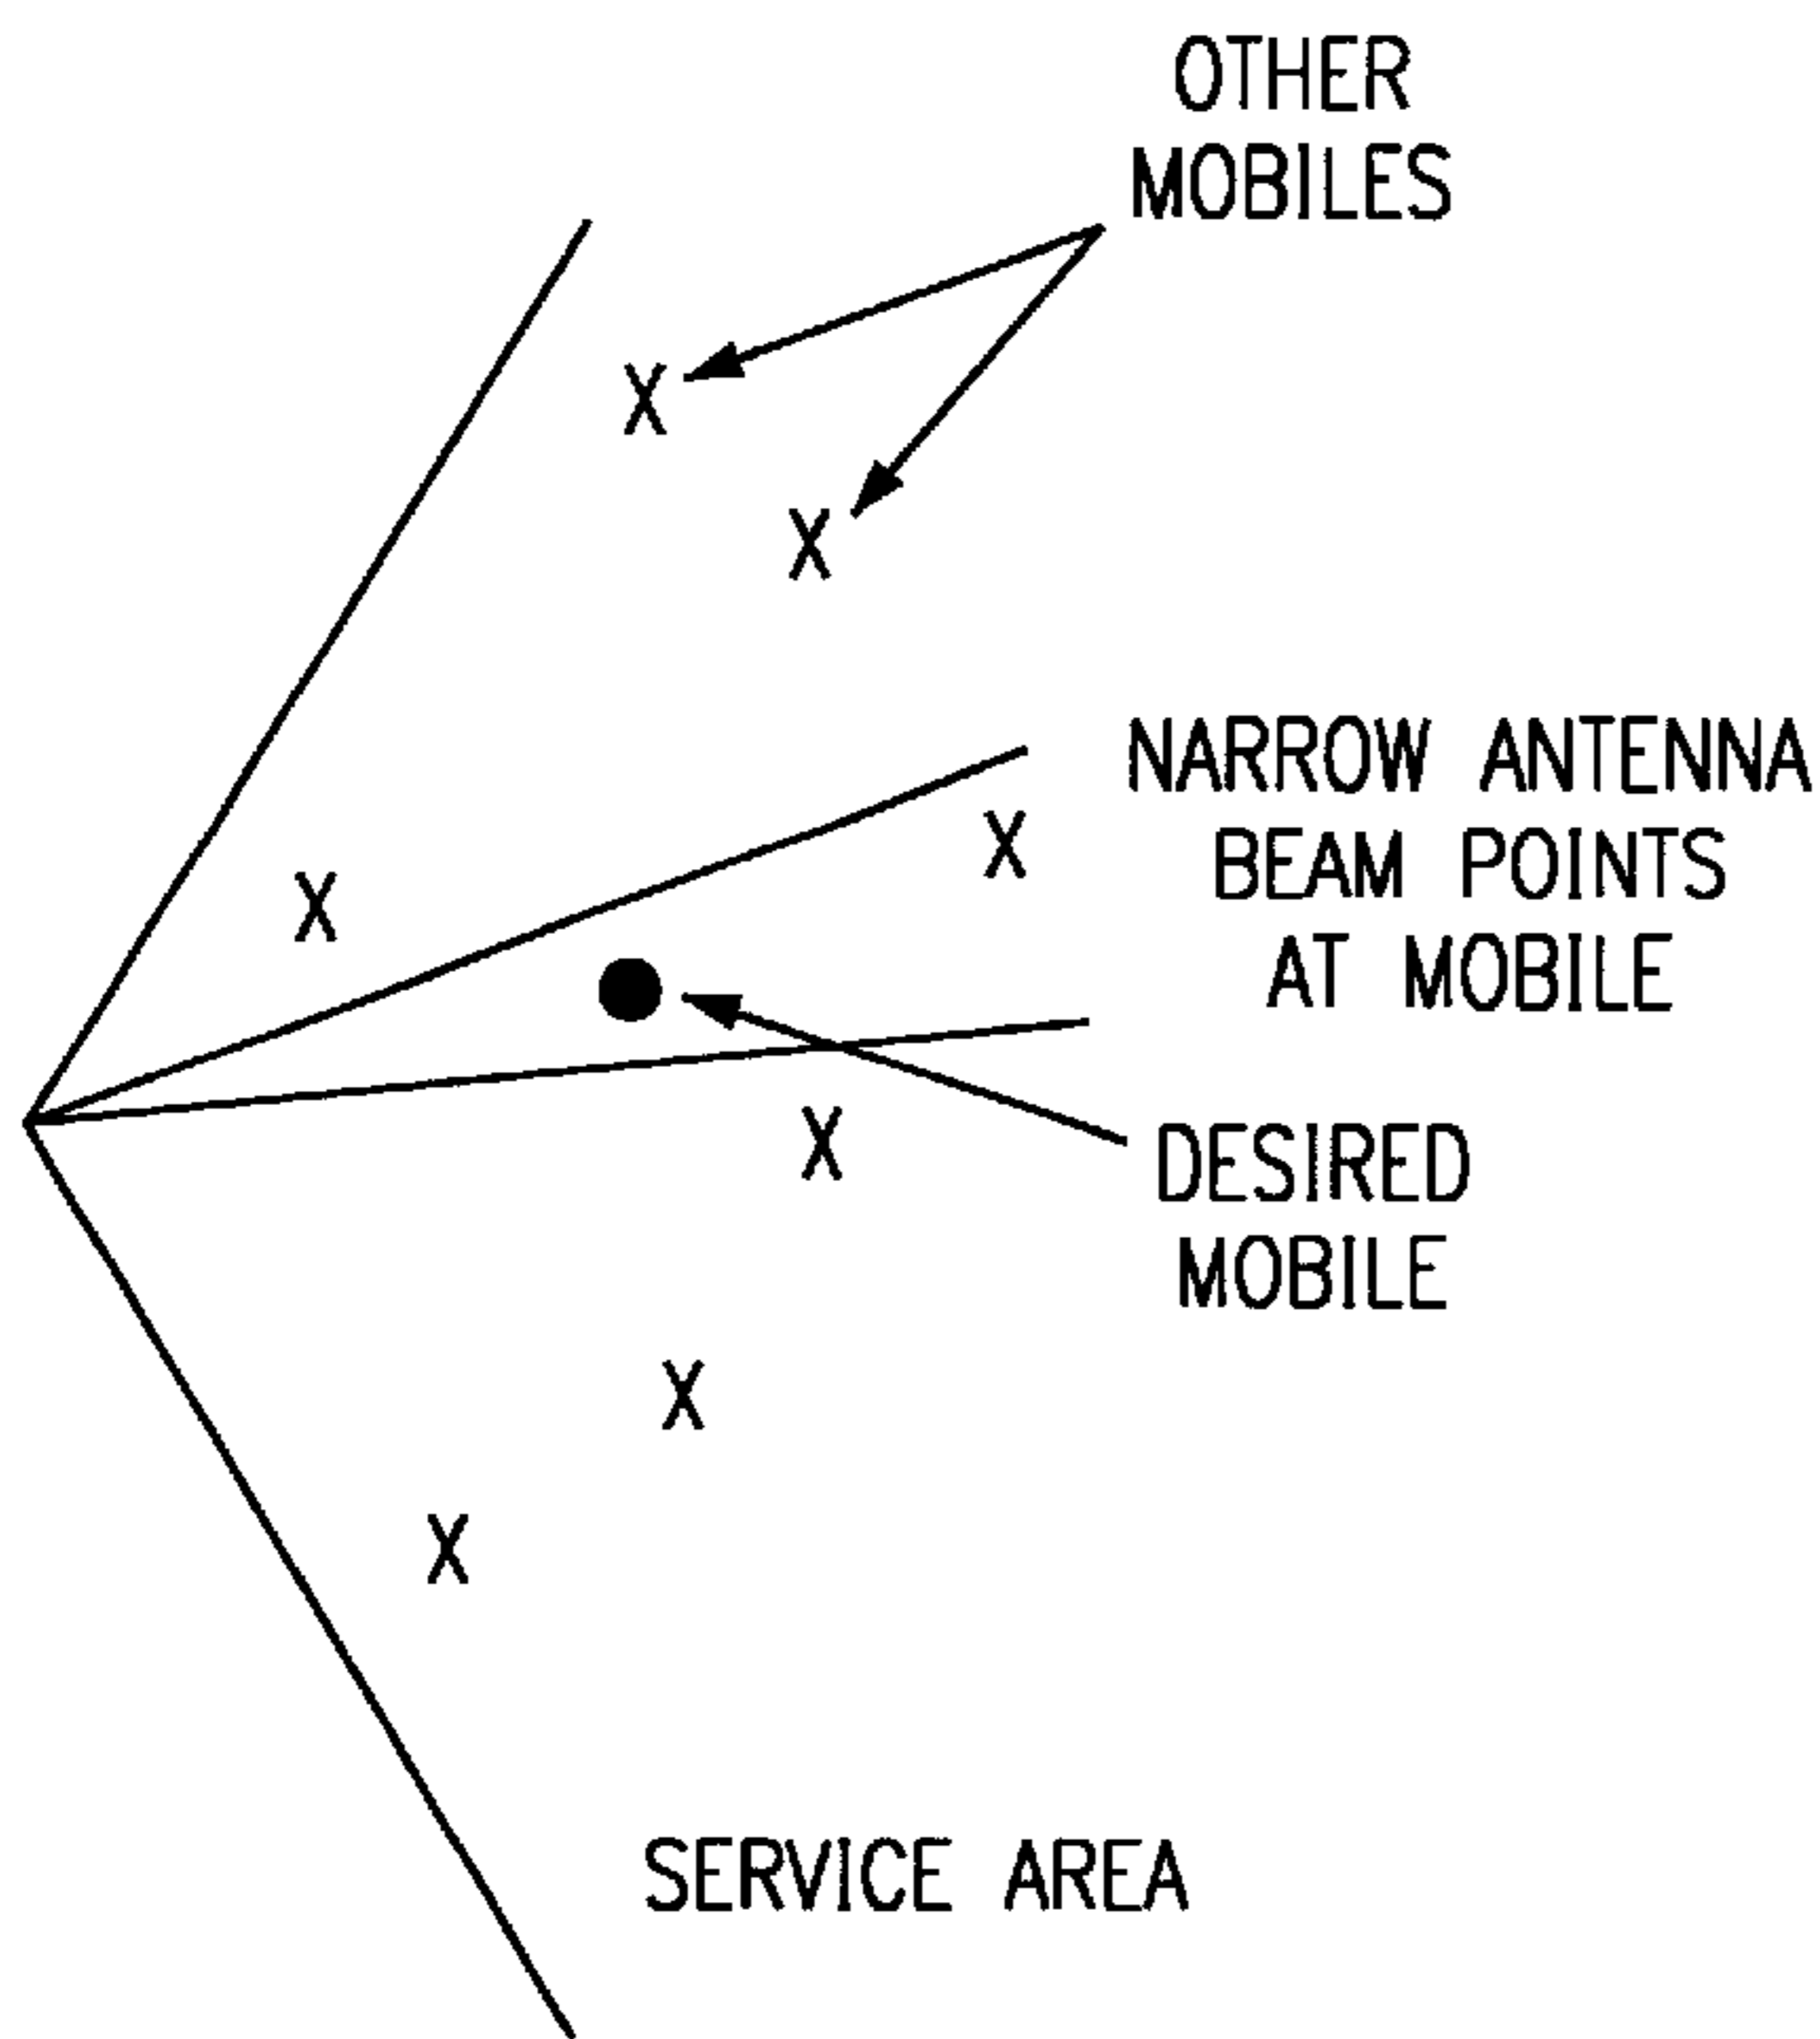 OTHER
MOBILES
X
X
NARROW ANTENNA
BEAM POINTS
AT MOBILE
X
X
X
DESIRED
MOBILE
X
X
SERVICE AREA